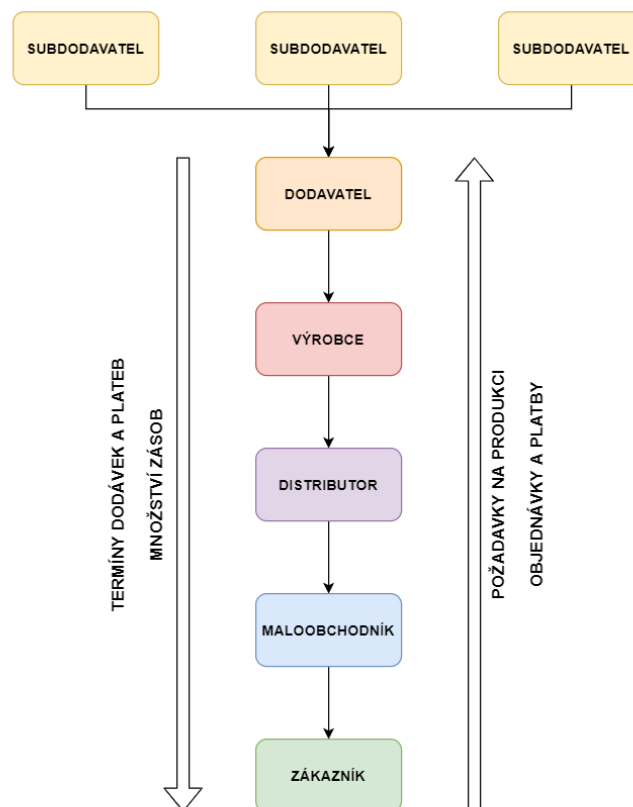 SUBDODAVATEL
SUBDODAVATEL
SUBDODAVATEL
DODAVATEL
VÝROBCE
DISTRIBUTOR
MALOOBCHODNÍK
ZÁKAZNÍK
TERMÍNY DODÁVEK A PLATEB
MNOŽSTVÍ ZÁSOB
POŽADAVKY NA PRODUKCI
OBJEDNÁVKY A PLATBY